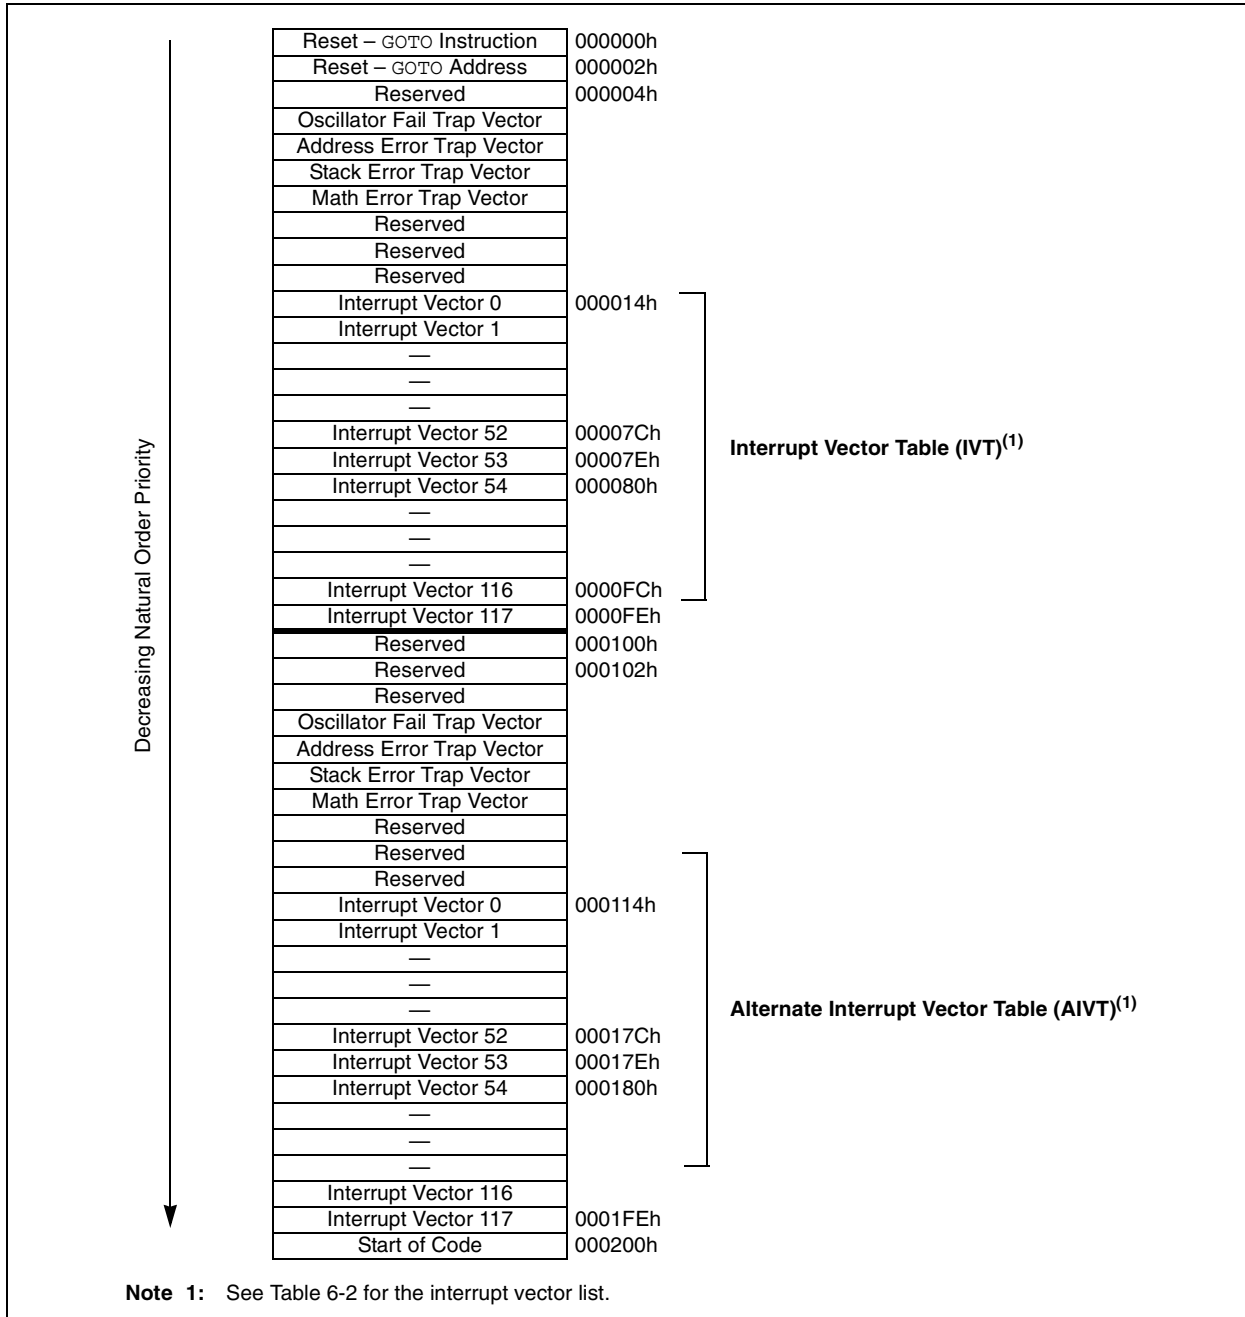 Reset – GOTO Instruction 000000h
Reset – GOTO Address 000002h
Reserved 000004h
Oscillator Fail Trap Vector
Address Error Trap Vector
Stack Error Trap Vector
Math Error Trap Vector
Reserved
Reserved
Reserved
Interrupt Vector 0 000014h
Interrupt Vector 1
—
—
—
Interrupt Vector 52 00007Ch
Interrupt Vector 53 00007Eh
Interrupt Vector 54 000080h
—
—
—
Interrupt Vector 116 0000FCh
Interrupt Vector 117 0000FEh
Reserved 000100h
Reserved 000102h
Reserved
Oscillator Fail Trap Vector
Address Error Trap Vector
Stack Error Trap Vector
Math Error Trap Vector
Reserved
Reserved
Reserved
Interrupt Vector 0 000114h
Interrupt Vector 1
—
—
—
Interrupt Vector 52 00017Ch
Interrupt Vector 53 00017Eh
Interrupt Vector 54 000180h
—
—
—
Interrupt Vector 116
Interrupt Vector 117 0001FEh
Start of Code 000200h
Decreasing Natural Order Priority
Interrupt Vector Table (IVT)(1)
Alternate Interrupt Vector Table (AIVT)(1)
Note 1: See Table 6-2 for the interrupt vector list.